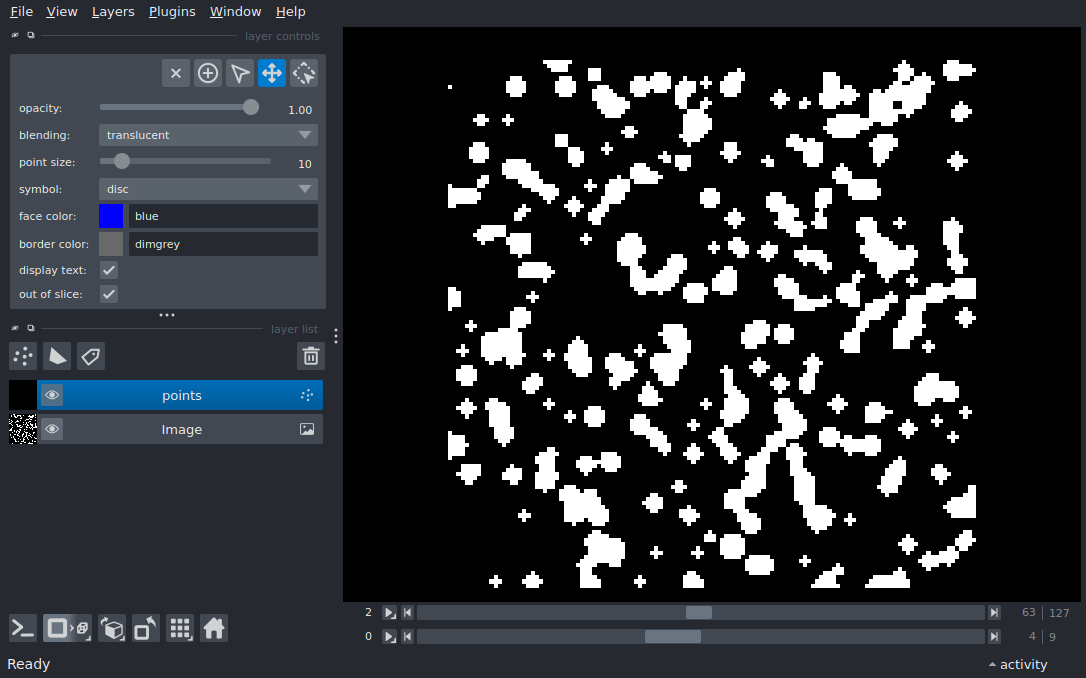 File View Layers Plugins Window Help
layer controls
opacity: 1.00
blending: translucent
point size: 10
symbol: disc
face color: blue
border color: dimgrey
display text:
out of slice:
layer list
points
Image
2 63 127
0 4 9
Ready activity